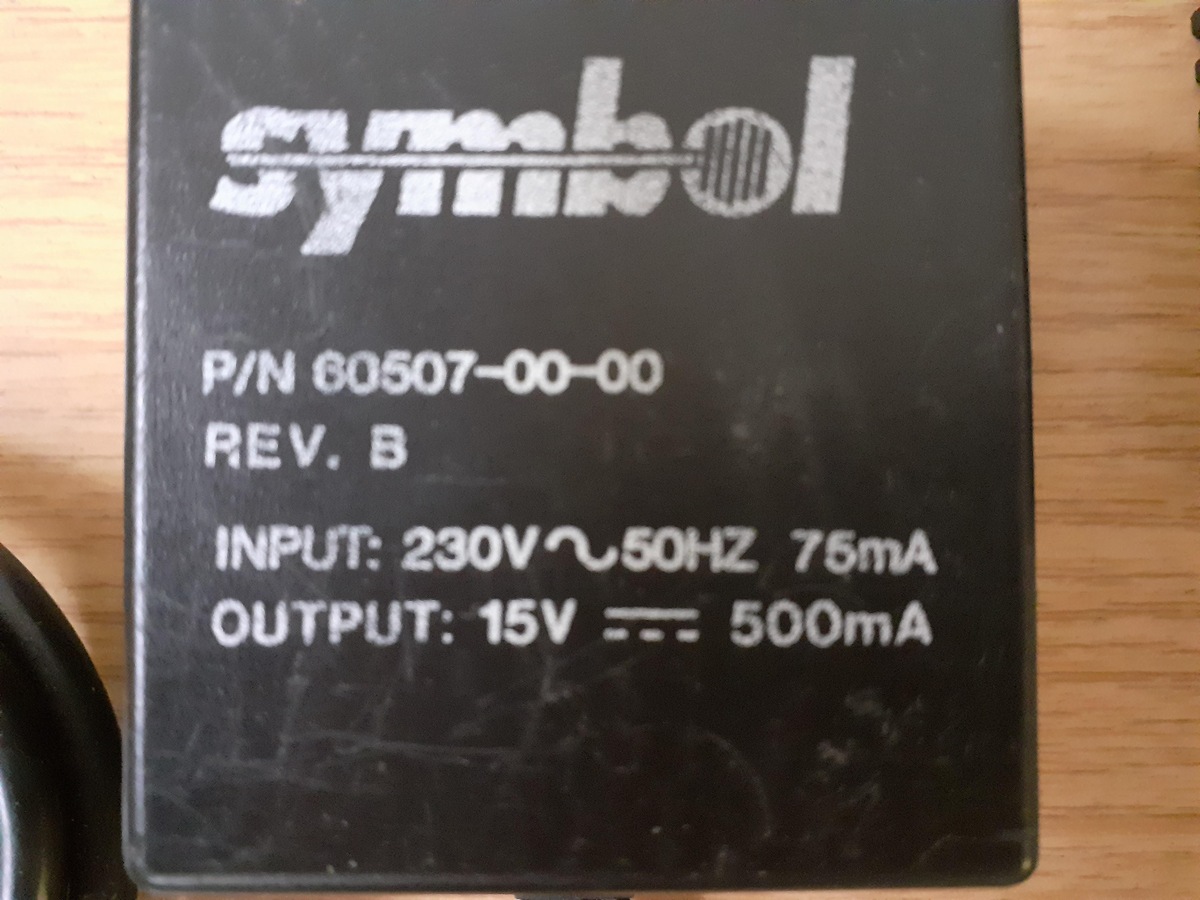 symbol
P/N 60507-00-00
REV. B
INPUT: 230V∿50HZ 75mA
OUTPUT: 15V ⎓ 500mA